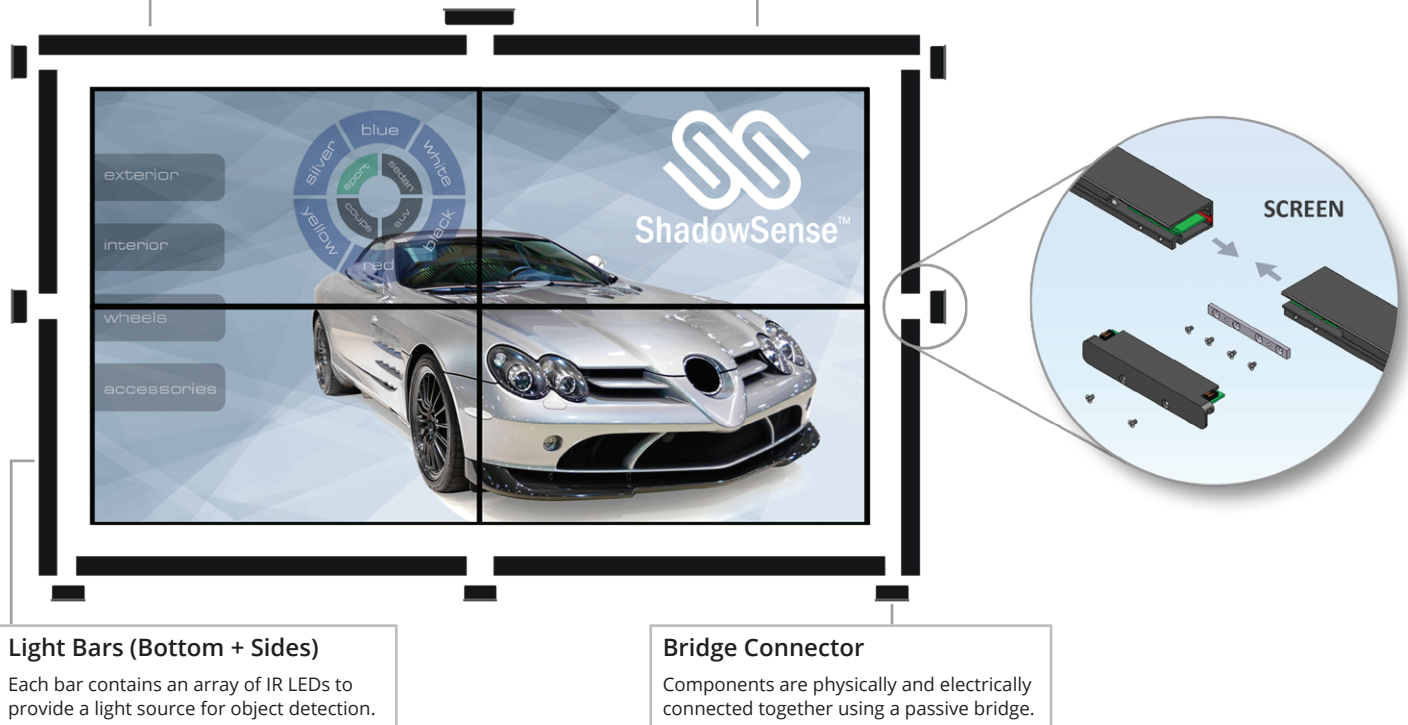 blue
silver
white
sport
sedan
exterior
yellow
coupe
suv
black
interior
red
ShadowSense™
wheels
accessories
SCREEN
Light Bars (Bottom + Sides)
Each bar contains an array of IR LEDs to
provide a light source for object detection.
Bridge Connector
Components are physically and electrically
connected together using a passive bridge.